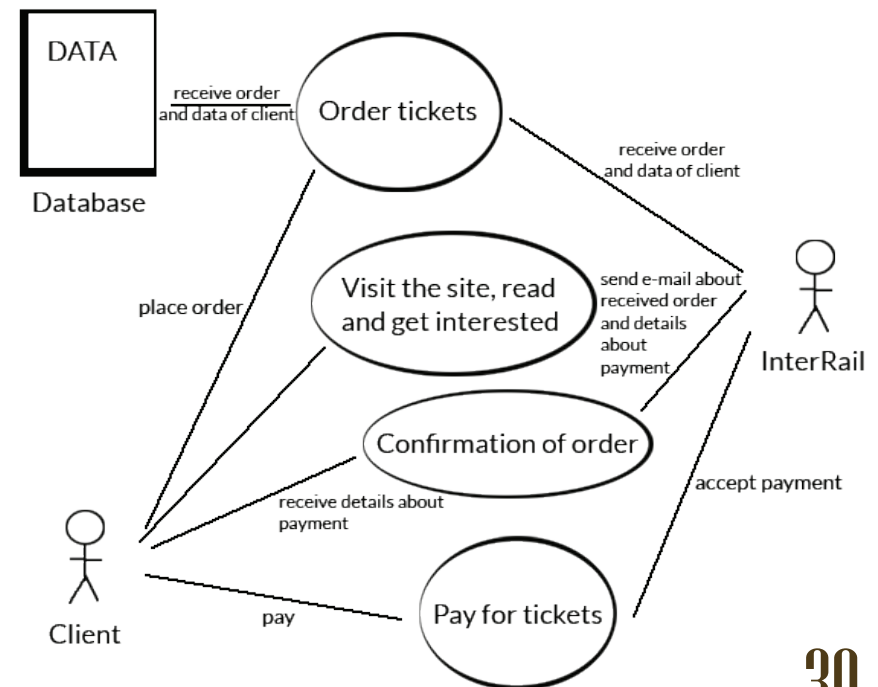 DATA
receive order
and data of client
Database
Order tickets
receive order
and data of client
place order
Visit the site, read
and get interested
send e-mail about
received order
and details
about
payment
InterRail
Confirmation of order
receive details about
payment
accept payment
Client
pay
Pay for tickets
30